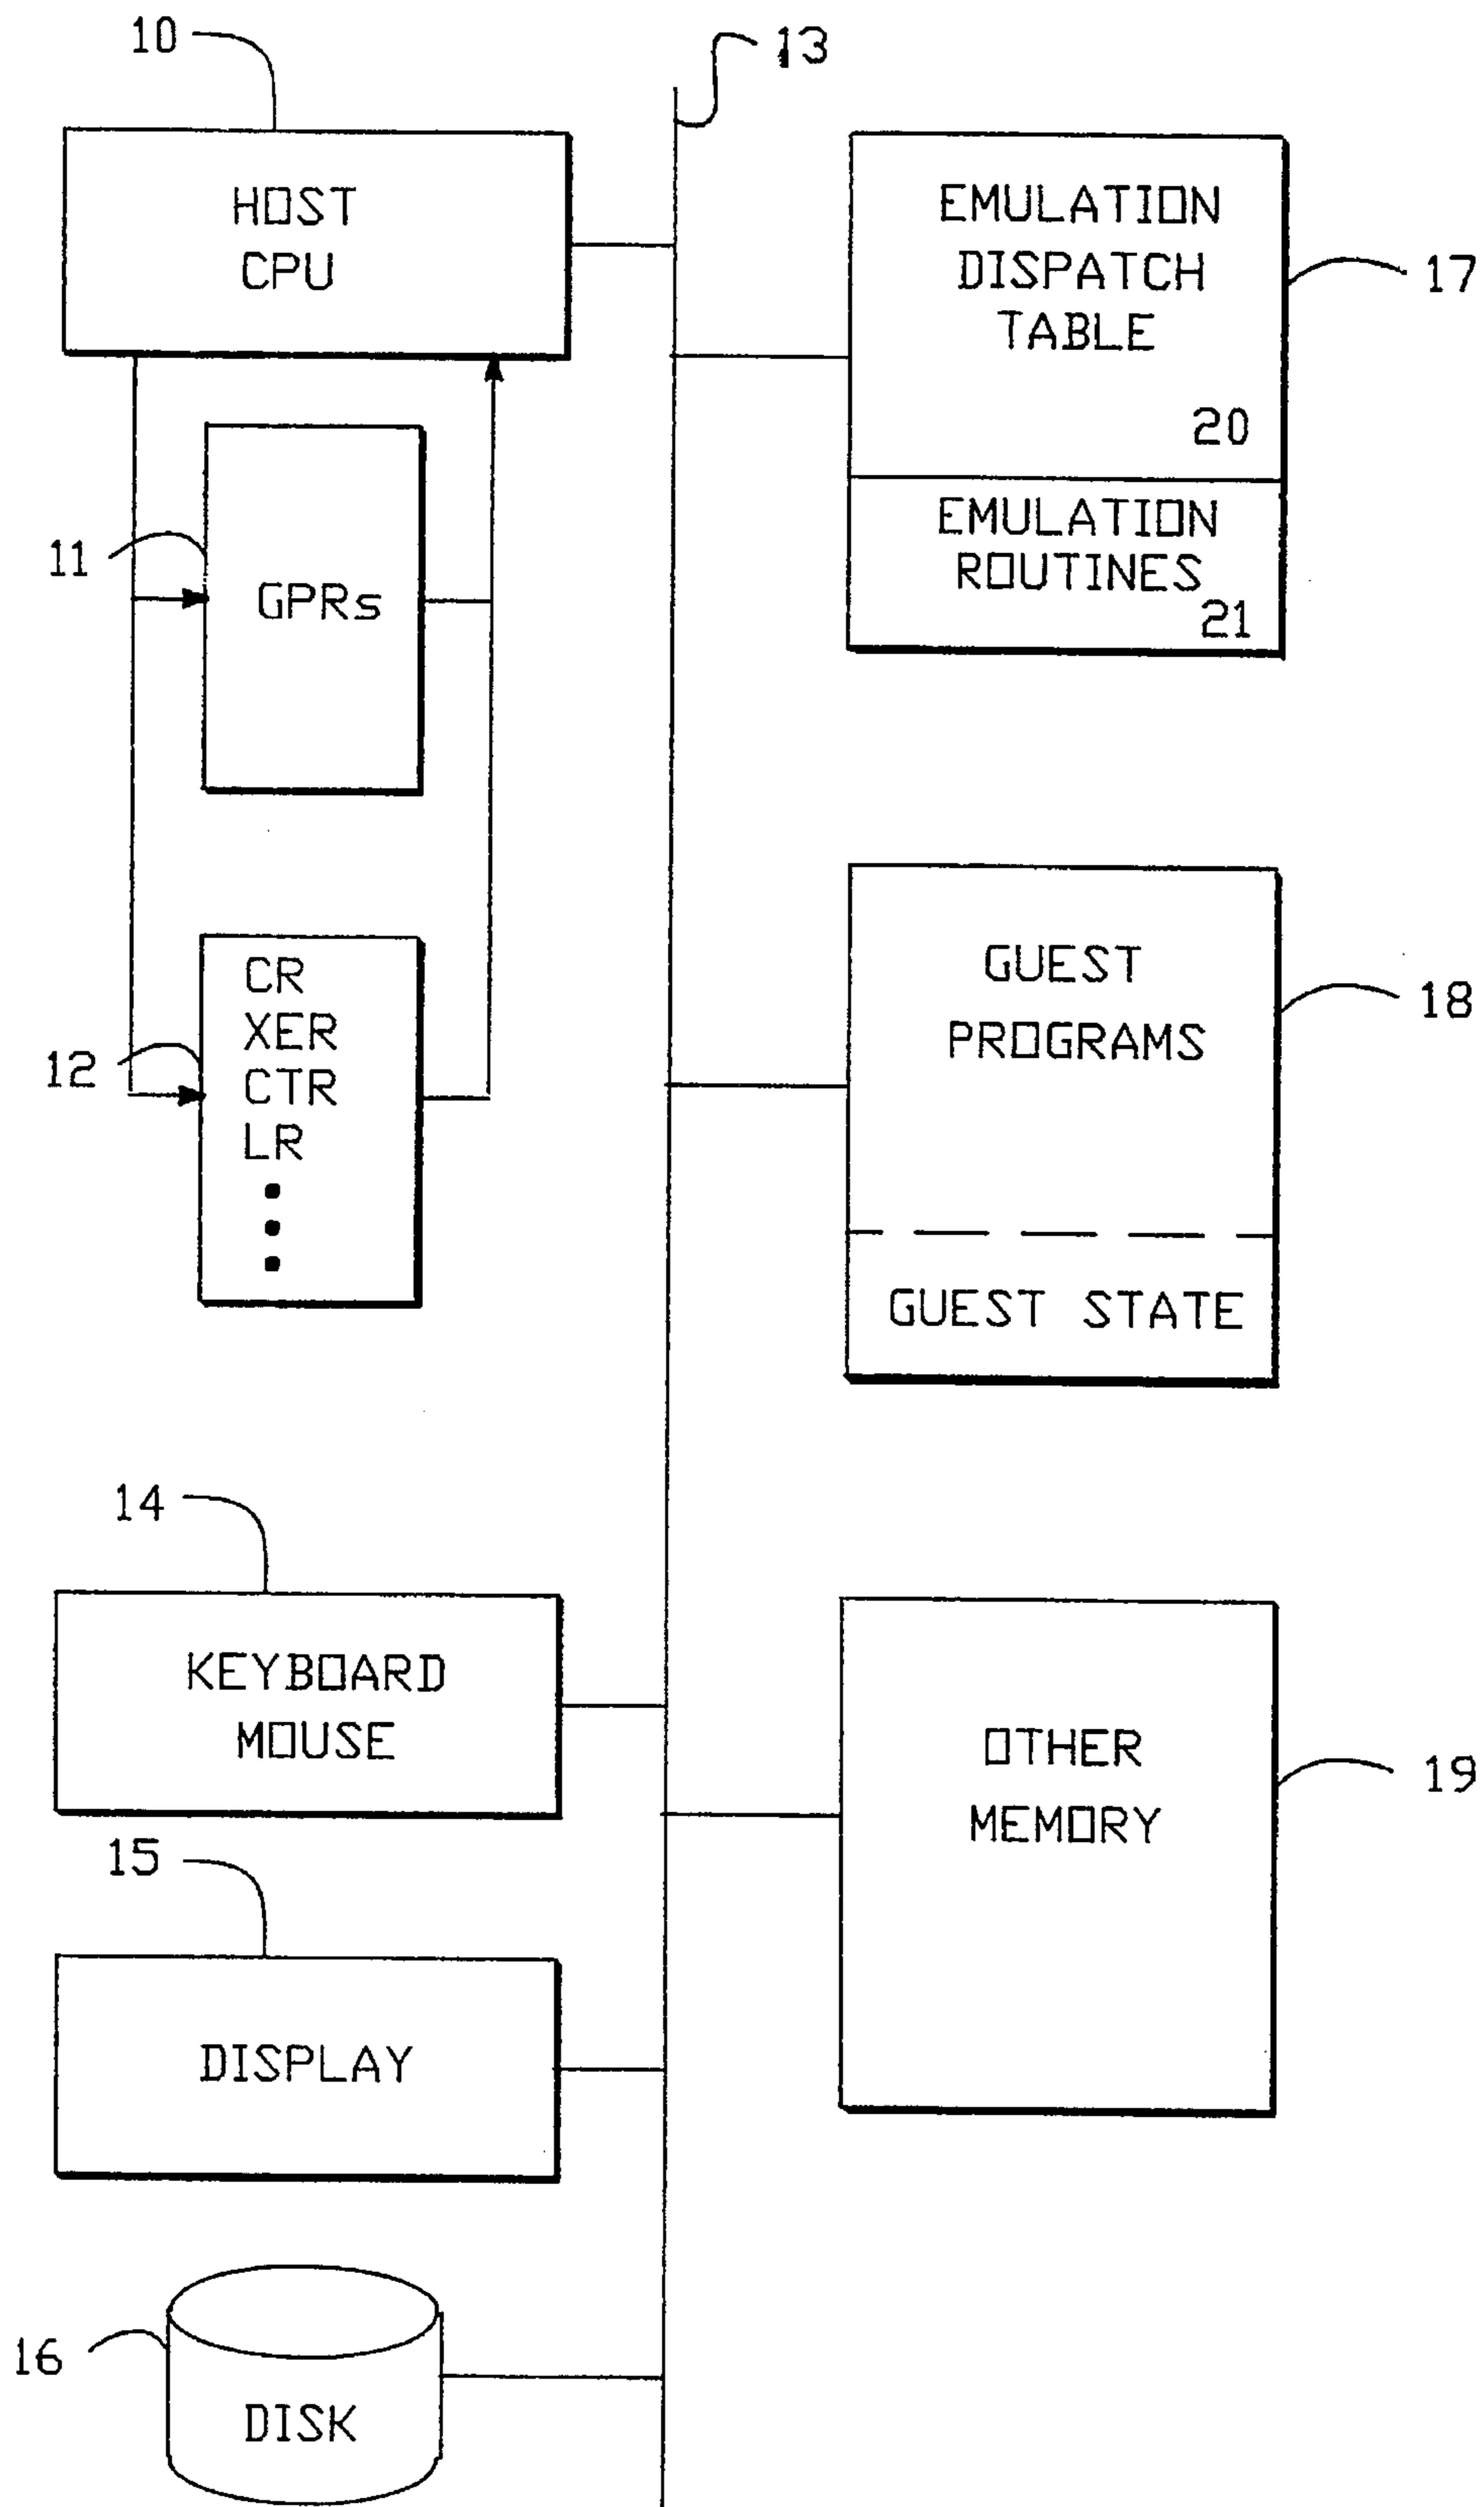 10
13
HOST
CPU
EMULATION
DISPATCH
TABLE
17
20
EMULATION
ROUTINES
21
11
GPRs
GUEST
PROGRAMS
18
GUEST STATE
12
CR
XER
CTR
LR
14
KEYBOARD
MOUSE
OTHER
MEMORY
19
15
DISPLAY
16
DISK